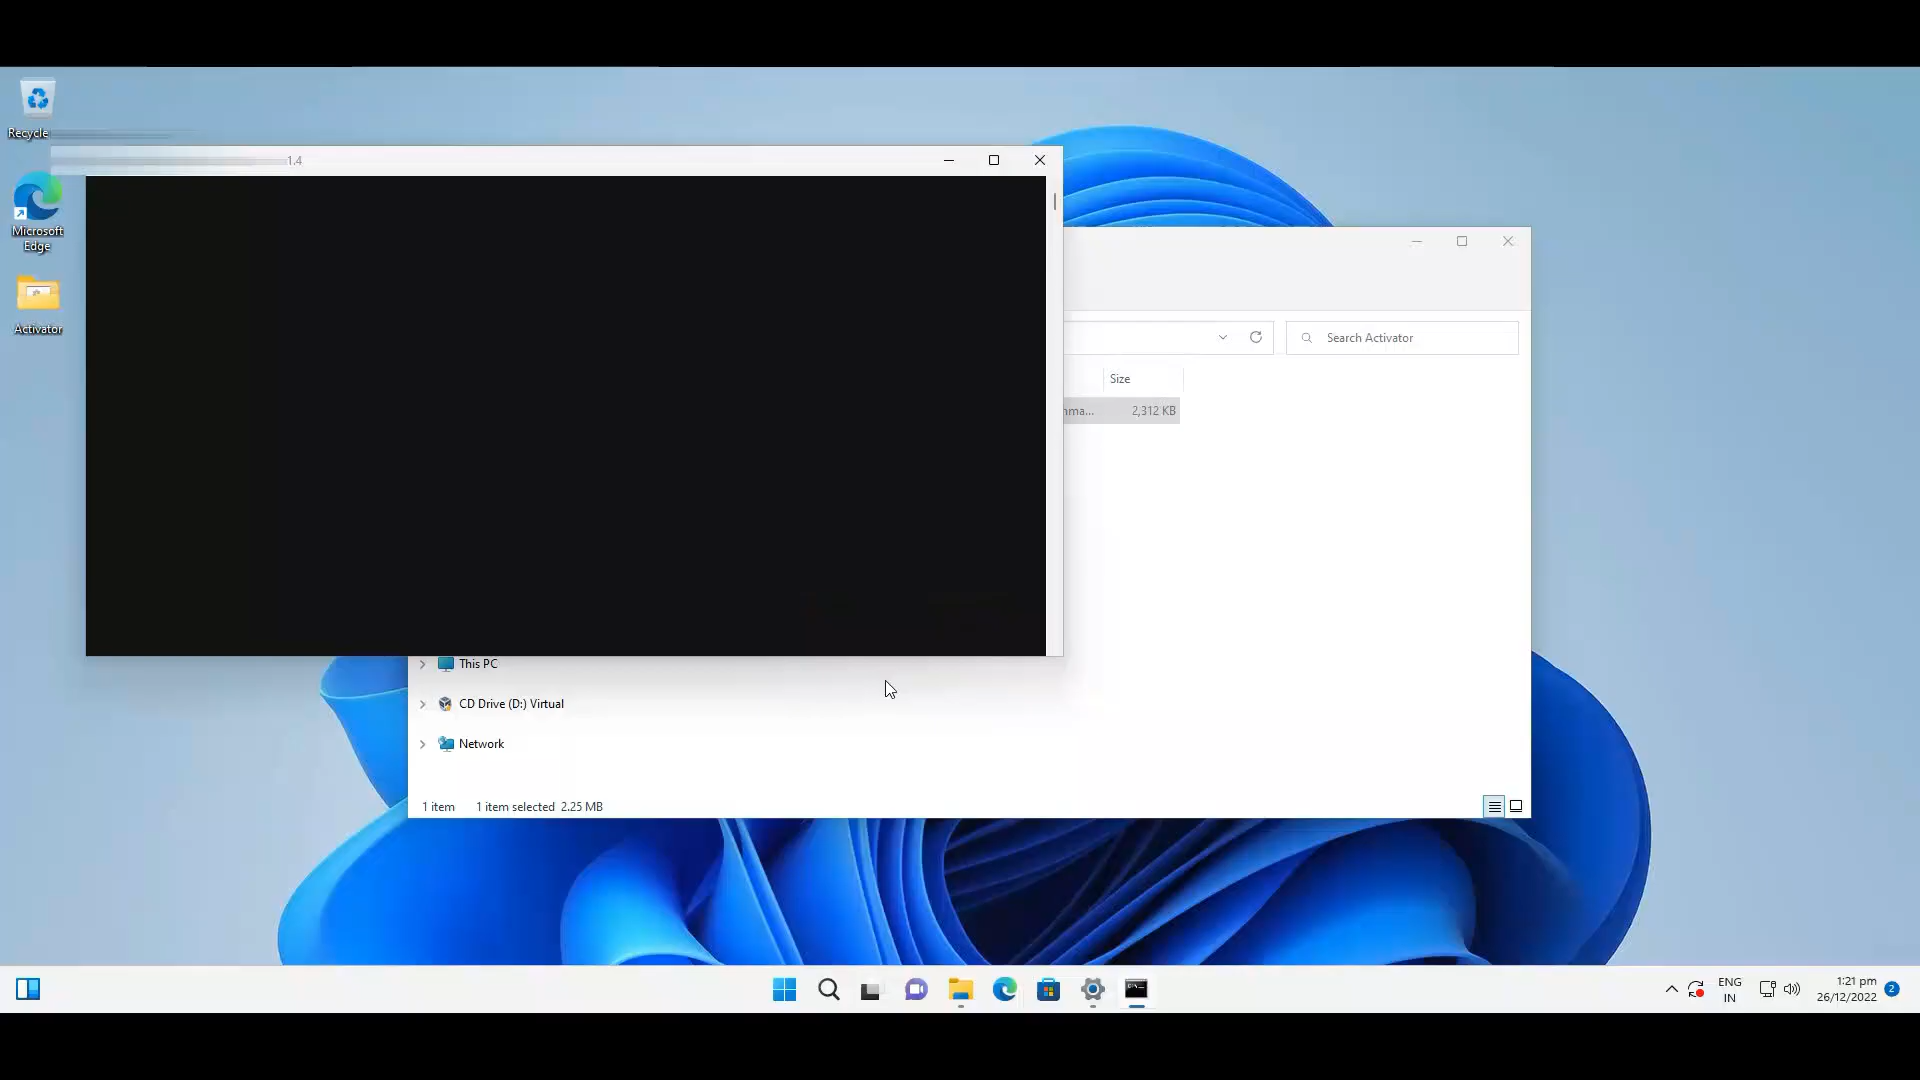 Recycle
1.4
Microsoft
Edge
Search Activator
Size
2,312 KB
Activator
This PC
CD Drive (D:) Virtual
Network
1 item 1 item selected 2.25 MB
ENG
IN
1:21 pm
26/12/2022
2